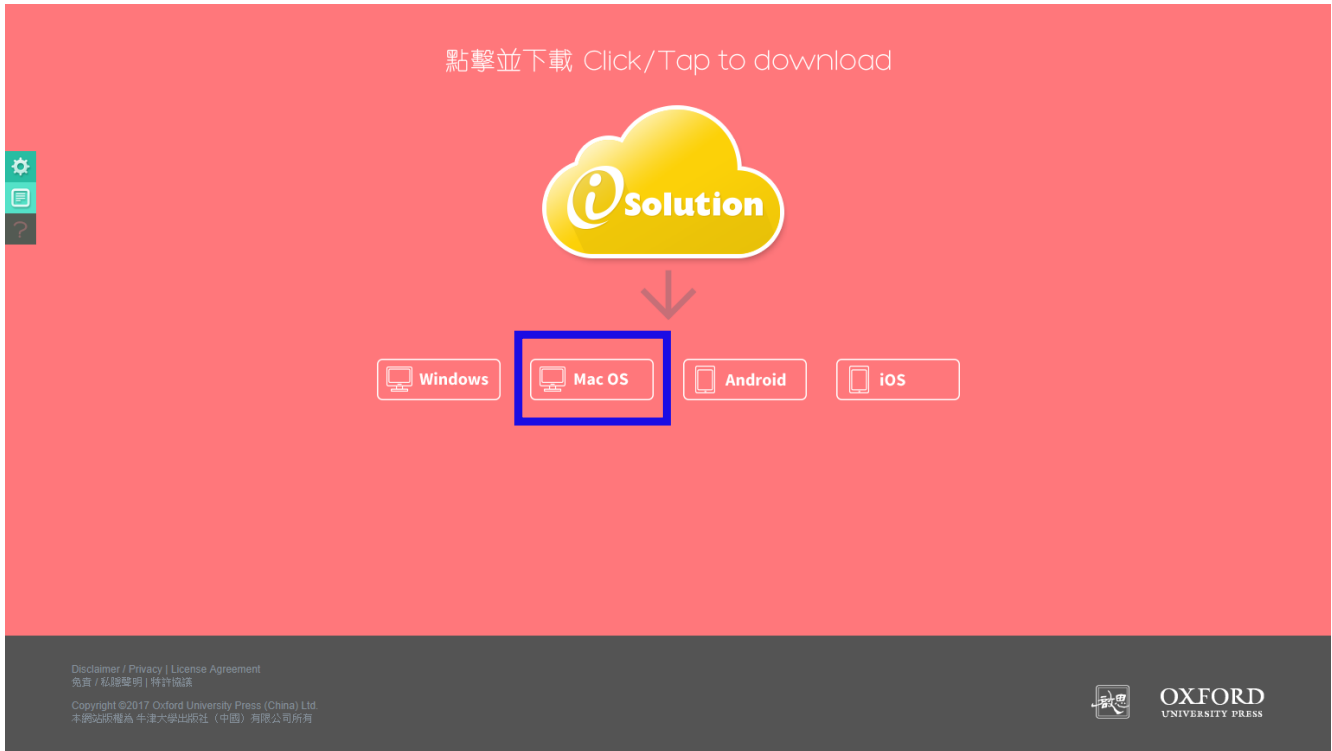 點擊並下載 Click/Tap to download
iSolution
?
Windows
Mac OS
Android
iOS
Disclaimer / Privacy | License Agreement
免責 / 私隱聲明 | 特許協議
Copyright ©2017 Oxford University Press (China) Ltd.
本網站版權為 牛津大學出版社（中國）有限公司所有
啟思
OXFORD
UNIVERSITY PRESS